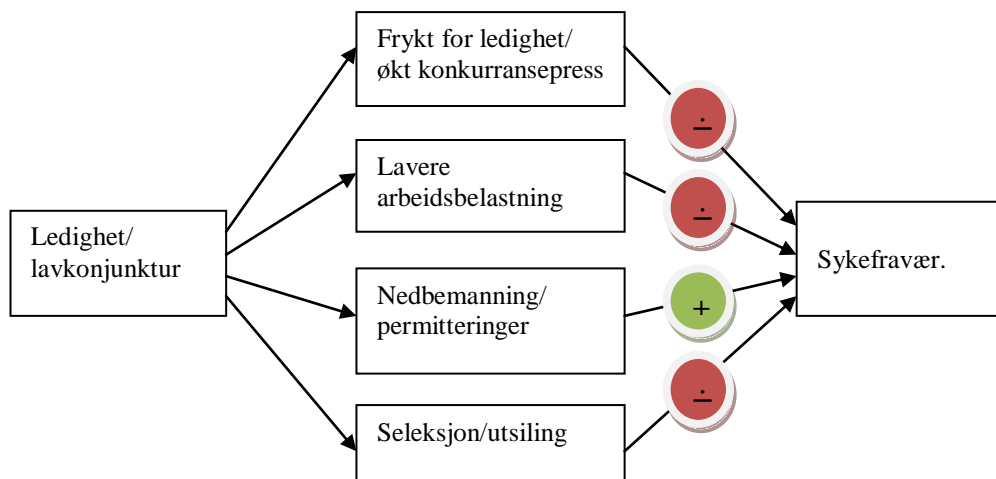 Frykt for ledighet/
økt konkurransepress
÷
Lavere
arbeidsbelastning
÷
Ledighet/
lavkonjunktur
Sykefravær.
Nedbemanning/
permitteringer
+
÷
Seleksjon/utsiling